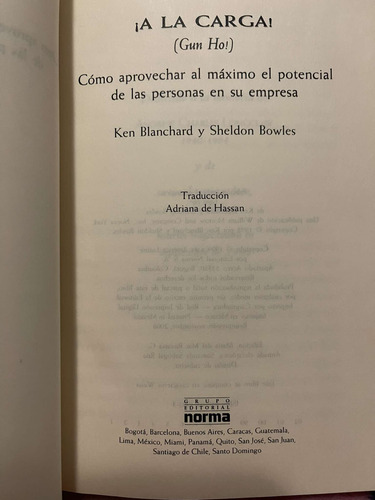 ¡A LA CARGA!
(Gun Ho!)
Cómo aprovechar al máximo el potencial
de las personas en su empresa
Ken Blanchard y Sheldon Bowles
Traducción
Adriana de Hassan
GRUPO
EDITORIAL
norma
Bogotá, Barcelona, Buenos Aires, Caracas, Guatemala,
Lima, México, Miami, Panamá, Quito, San José, San Juan,
Santiago de Chile, Santo Domingo